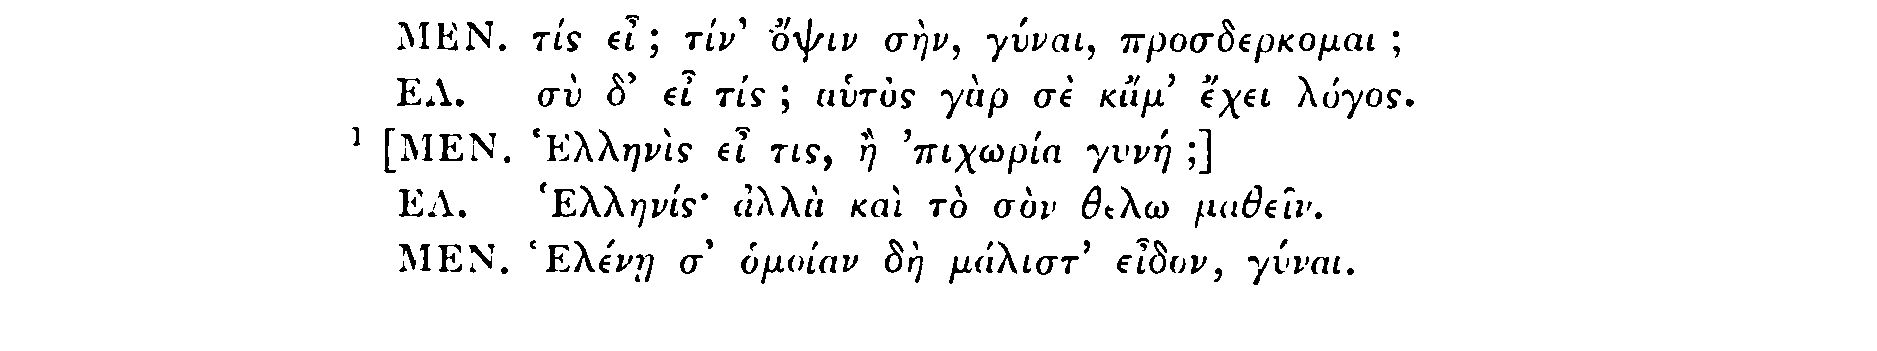 ΜΕΝ. τίς εἶ; τίν' ὄψιν σὴν, γύναι, προσδερκομαι;
ΕΛ. σὺ δ' εἶ τίς; αὑτὸς γὰρ σὲ κἄμ' ἔχει λόγος.
1 [ΜΕΝ. Ἑλληνὶς εἶ τις, ἢ 'πιχωρία γυνή;]
ΕΛ. Ἑλληνίς· ἀλλὰ καὶ τὸ σὸν θελω μαθεῖν.
ΜΕΝ. Ἑλένῃ σ' ὁμοίαν δὴ μάλιστ' εἶδον, γύναι.